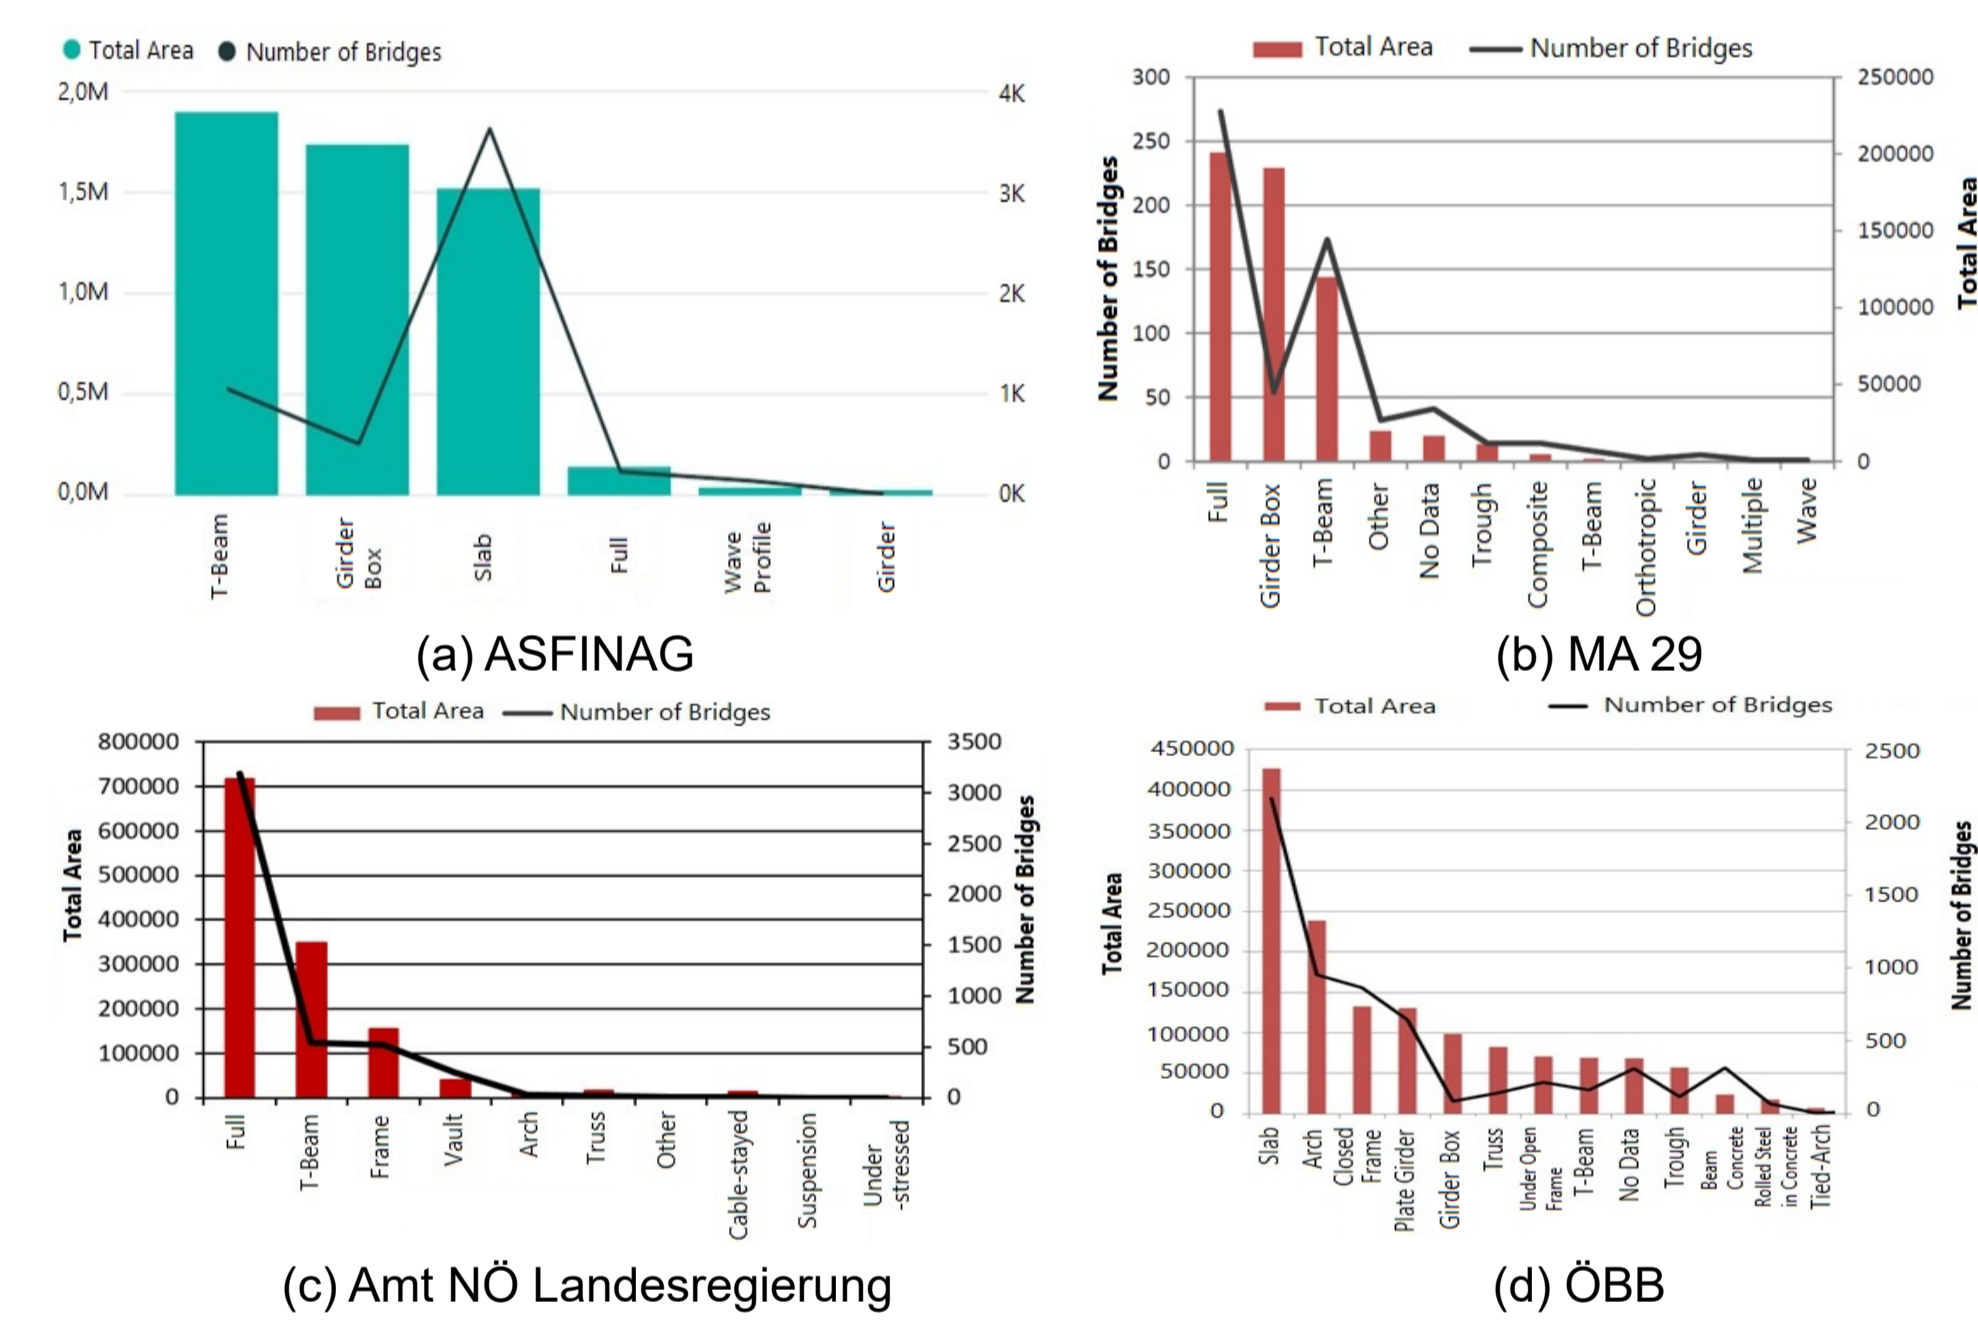 Total Area Number of Bridges
2,0M
1,5M
1,0M
0,5M
0,0M
4K
3K
2K
1K
0K
T-Beam
Girder
Box
Slab
Full
Wave
Profile
Girder
(a) ASFINAG
Total Area Number of Bridges
Number of Bridges
300
250
200
150
100
50
0
250000
200000
150000
100000
50000
0
Total Area
Full
Girder Box
T-Beam
Other
No Data
Trough
Composite
T-Beam
Orthotropic
Girder
Multiple
Wave
(b) MA 29
Total Area Number of Bridges
Total Area
800000
700000
600000
500000
400000
300000
200000
100000
0
3500
3000
2500
2000
1500
1000
500
0
Number of Bridges
Full
T-Beam
Frame
Vault
Arch
Truss
Other
Cable-stayed
Suspension
Under
-stressed
(c) Amt NÖ Landesregierung
Total Area Number of Bridges
Total Area
450000
400000
350000
300000
250000
200000
150000
100000
50000
0
2500
2000
1500
1000
500
0
Number of Bridges
Slab
Arch
Closed
Frame
Plate Girder
Girder Box
Truss
Under Open
Frame
T-Beam
No Data
Trough
Beam
Concrete
Rolled Steel
in Concrete
Tied-Arch
(d) ÖBB